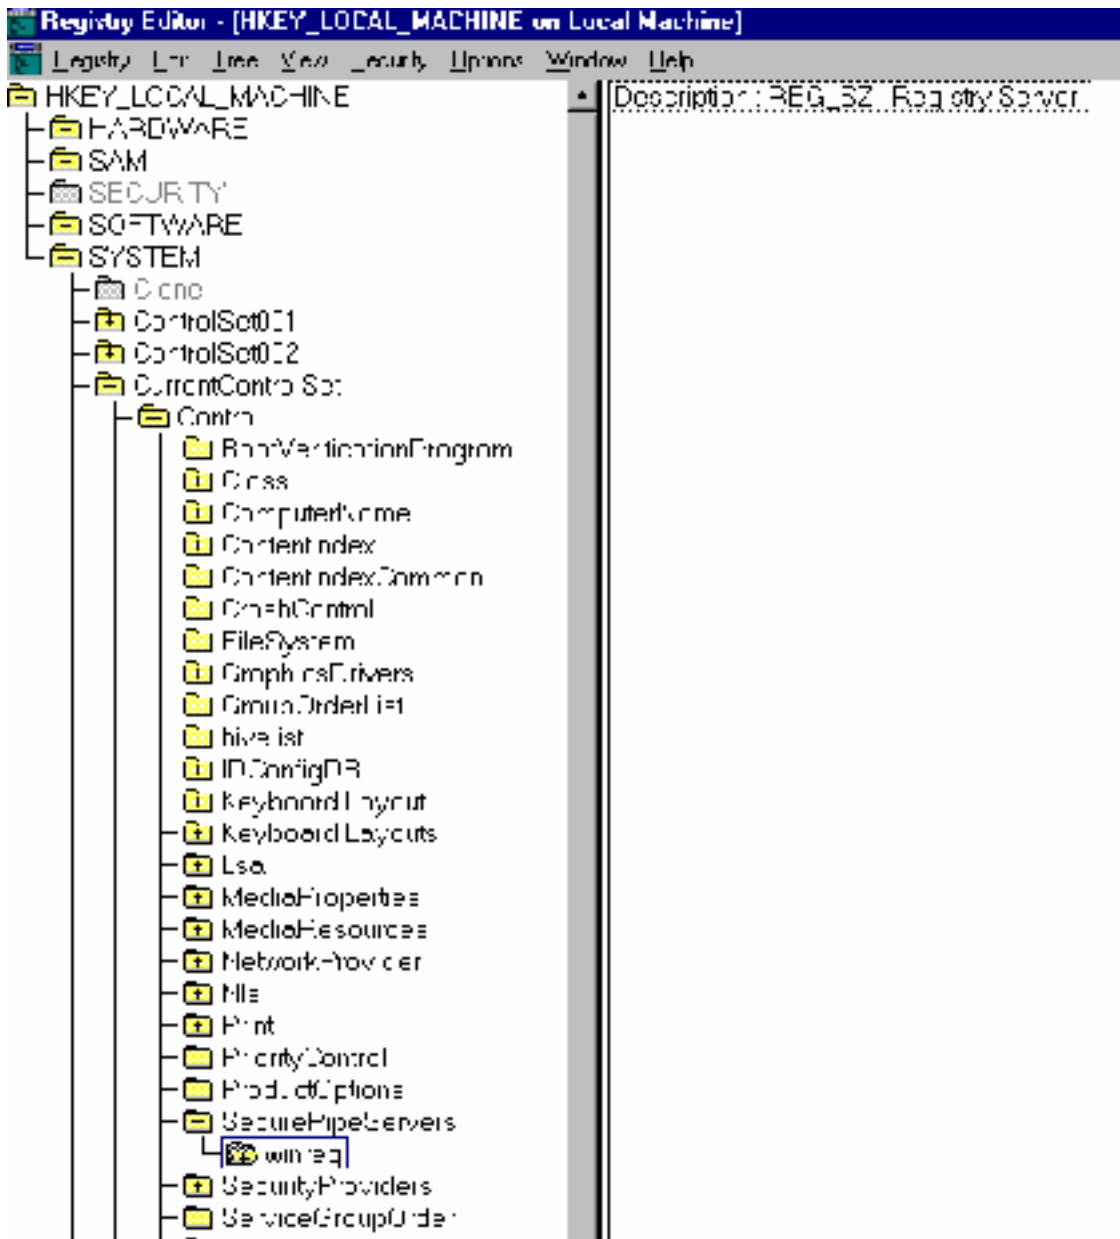 Registry Editor - [HKEY_LOCAL_MACHINE on Local Machine]
Registry Edit Tree View Security Options Window Help
HKEY_LOCAL_MACHINE
Description : REG_SZ : Registry Server
HARDWARE
SAM
SECURITY
SOFTWARE
SYSTEM
Clone
ControlSet001
ControlSet002
CurrentControlSet
Control
BootVerificationProgram
Class
ComputerName
ContentIndex
ContentIndexCommon
CrashControl
FileSystem
GraphicsDrivers
GroupOrderList
hivelist
IDConfigDB
Keyboard Layout
Keyboard Layouts
Lsa
MediaProperties
MediaResources
NetworkProvider
Nls
Print
PriorityControl
ProductOptions
SecurePipeServers
winreg
SecurityProviders
ServiceGroupOrder